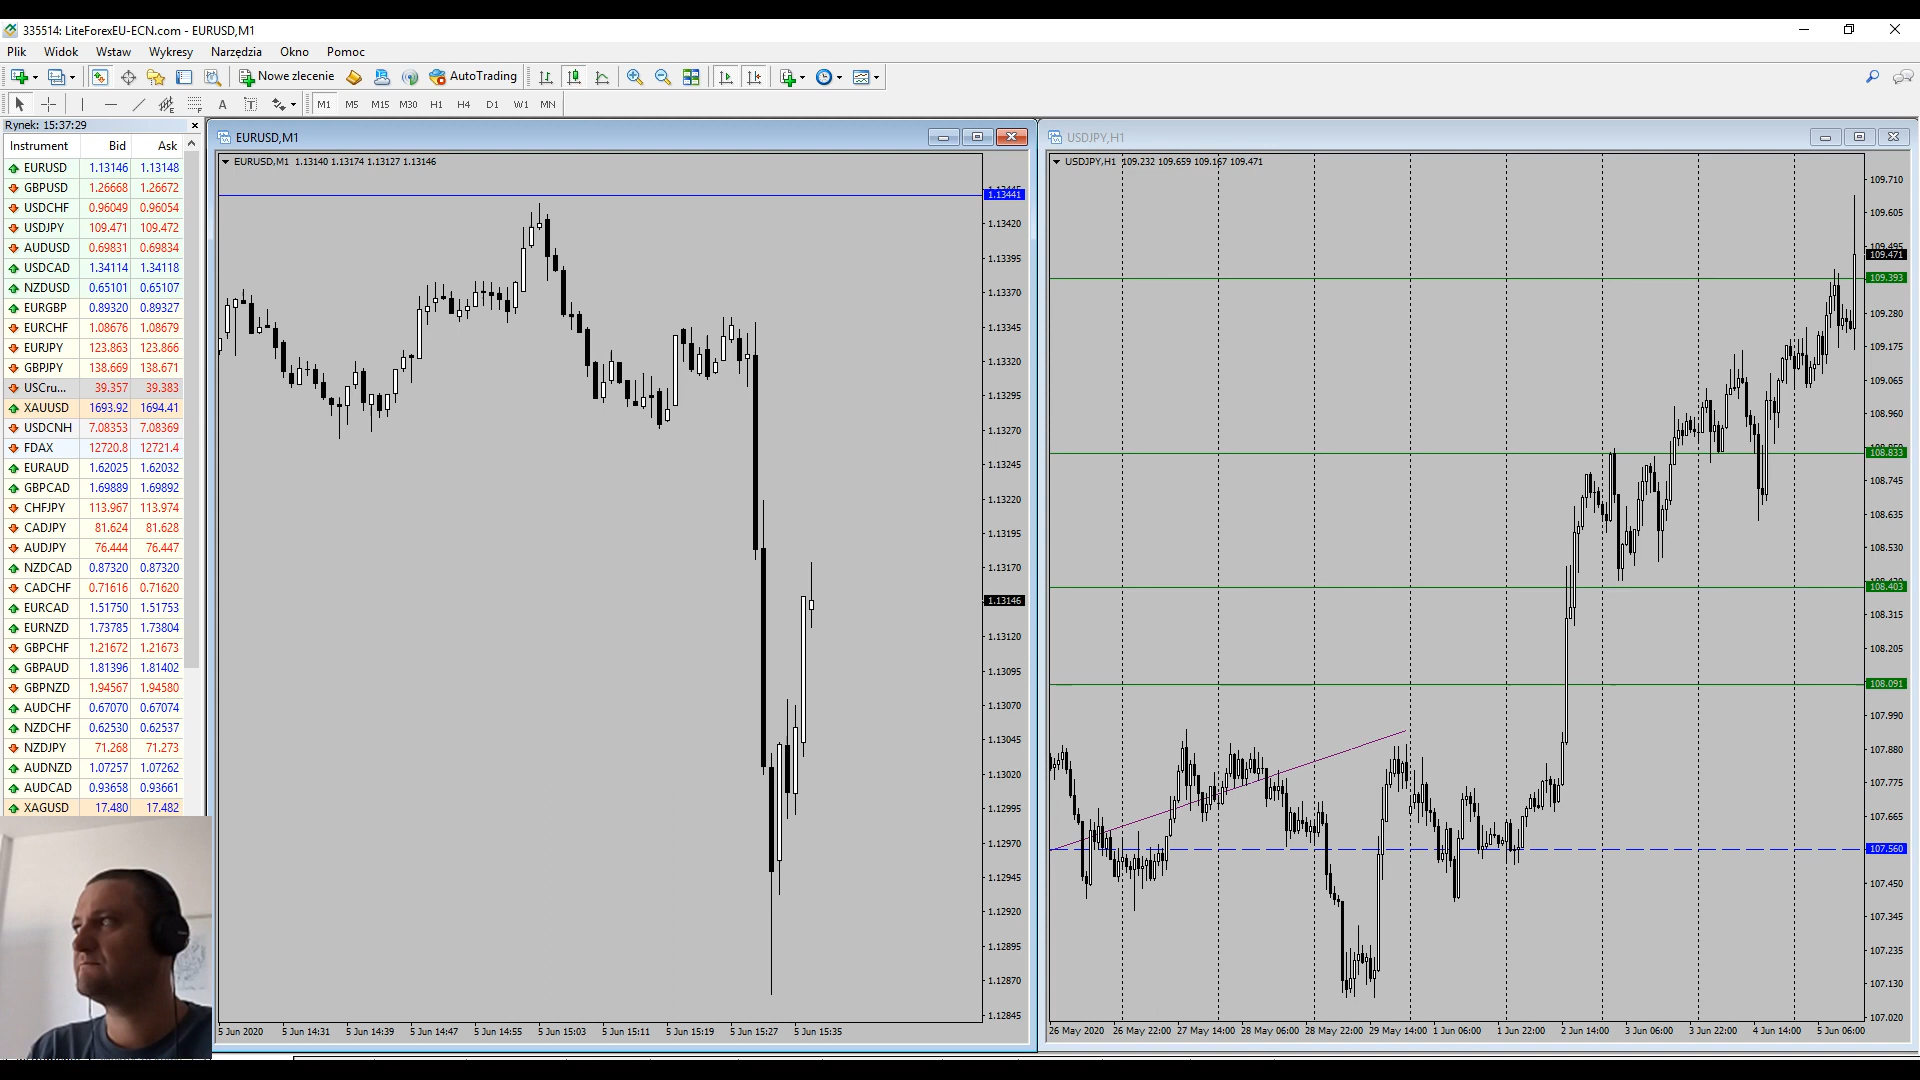 335514: LiteForexEU-ECN.com - EURUSD,M1
Plik Widok Wstaw Wykresy Narzędzia Okno Pomoc
Nowe zlecenie AutoTrading
A T M1 M5 M15 M30 H1 H4 D1 W1 MN
Rynek: 15:37:29
Instrument Bid Ask
EURUSD 1.13146 1.13148
GBPUSD 1.26668 1.26672
USDCHF 0.96049 0.96054
USDJPY 109.471 109.472
AUDUSD 0.69831 0.69834
USDCAD 1.34114 1.34118
NZDUSD 0.65101 0.65107
EURGBP 0.89320 0.89327
EURCHF 1.08676 1.08679
EURJPY 123.863 123.866
GBPJPY 138.669 138.671
USCru... 39.357 39.383
XAUUSD 1693.92 1694.41
USDCNH 7.08353 7.08369
FDAX 12720.8 12721.4
EURAUD 1.62025 1.62032
GBPCAD 1.69889 1.69892
CHFJPY 113.967 113.974
CADJPY 81.624 81.628
AUDJPY 76.444 76.447
NZDCAD 0.87320 0.87320
CADCHF 0.71616 0.71620
EURCAD 1.51750 1.51753
EURNZD 1.73785 1.73804
GBPCHF 1.21672 1.21673
GBPAUD 1.81396 1.81402
GBPNZD 1.94567 1.94580
AUDCHF 0.67070 0.67074
NZDCHF 0.62530 0.62537
NZDJPY 71.268 71.273
AUDNZD 1.07257 1.07262
AUDCAD 0.93658 0.93661
XAGUSD 17.480 17.482
EURUSD,M1
EURUSD,M1 1.13140 1.13174 1.13127 1.13146
1.13441
1.13420
1.13395
1.13370
1.13345
1.13320
1.13295
1.13270
1.13245
1.13220
1.13195
1.13170
1.13146
1.13120
1.13095
1.13070
1.13045
1.13020
1.12995
1.12970
1.12945
1.12920
1.12895
1.12870
1.12845
5 Jun 2020 5 Jun 14:31 5 Jun 14:39 5 Jun 14:47 5 Jun 14:55 5 Jun 15:03 5 Jun 15:11 5 Jun 15:19 5 Jun 15:27 5 Jun 15:35
USDJPY,H1
USDJPY,H1 109.232 109.659 109.167 109.471
109.710
109.605
109.495
109.471
109.393
109.280
109.175
109.065
108.960
108.833
108.745
108.635
108.530
108.403
108.315
108.205
108.091
107.990
107.880
107.775
107.665
107.560
107.450
107.345
107.235
107.130
107.020
26 May 2020 26 May 22:00 27 May 14:00 28 May 06:00 28 May 22:00 29 May 14:00 1 Jun 06:00 1 Jun 22:00 2 Jun 14:00 3 Jun 06:00 3 Jun 22:00 4 Jun 14:00 5 Jun 06:00